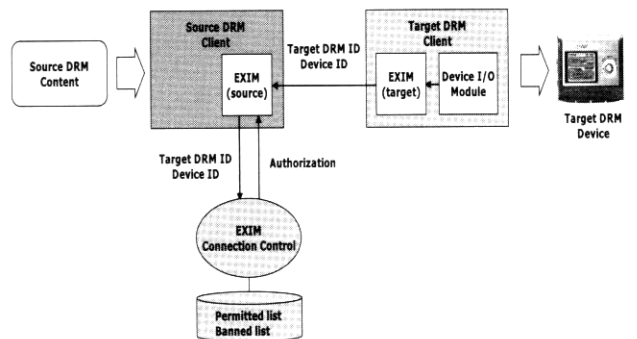 Source DRM
Content
Source DRM
Client
EXIM
(source)
Target DRM ID
Device ID
Target DRM
Client
EXIM
(target)
Device I/O
Module
Target DRM
Device
Target DRM ID
Device ID
Authorization
EXIM
Connection Control
Permitted list
Banned list